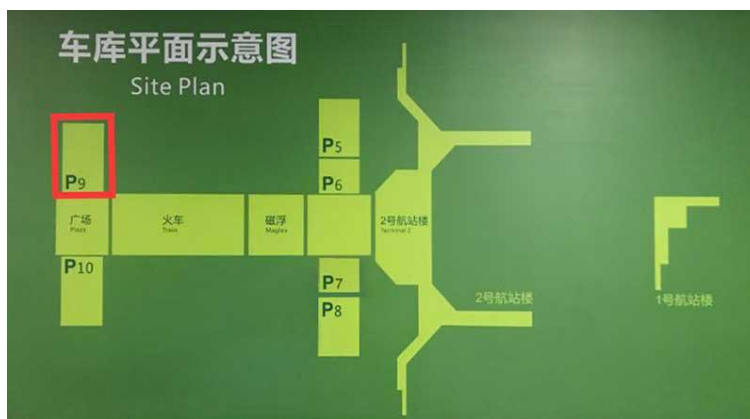 车库平面示意图
Site Plan
P5
P9
P6
广场
Plaza
火车
Train
磁浮
Maglev
2号航站楼
Terminal 2
P10
P7
P8
2号航站楼
1号航站楼